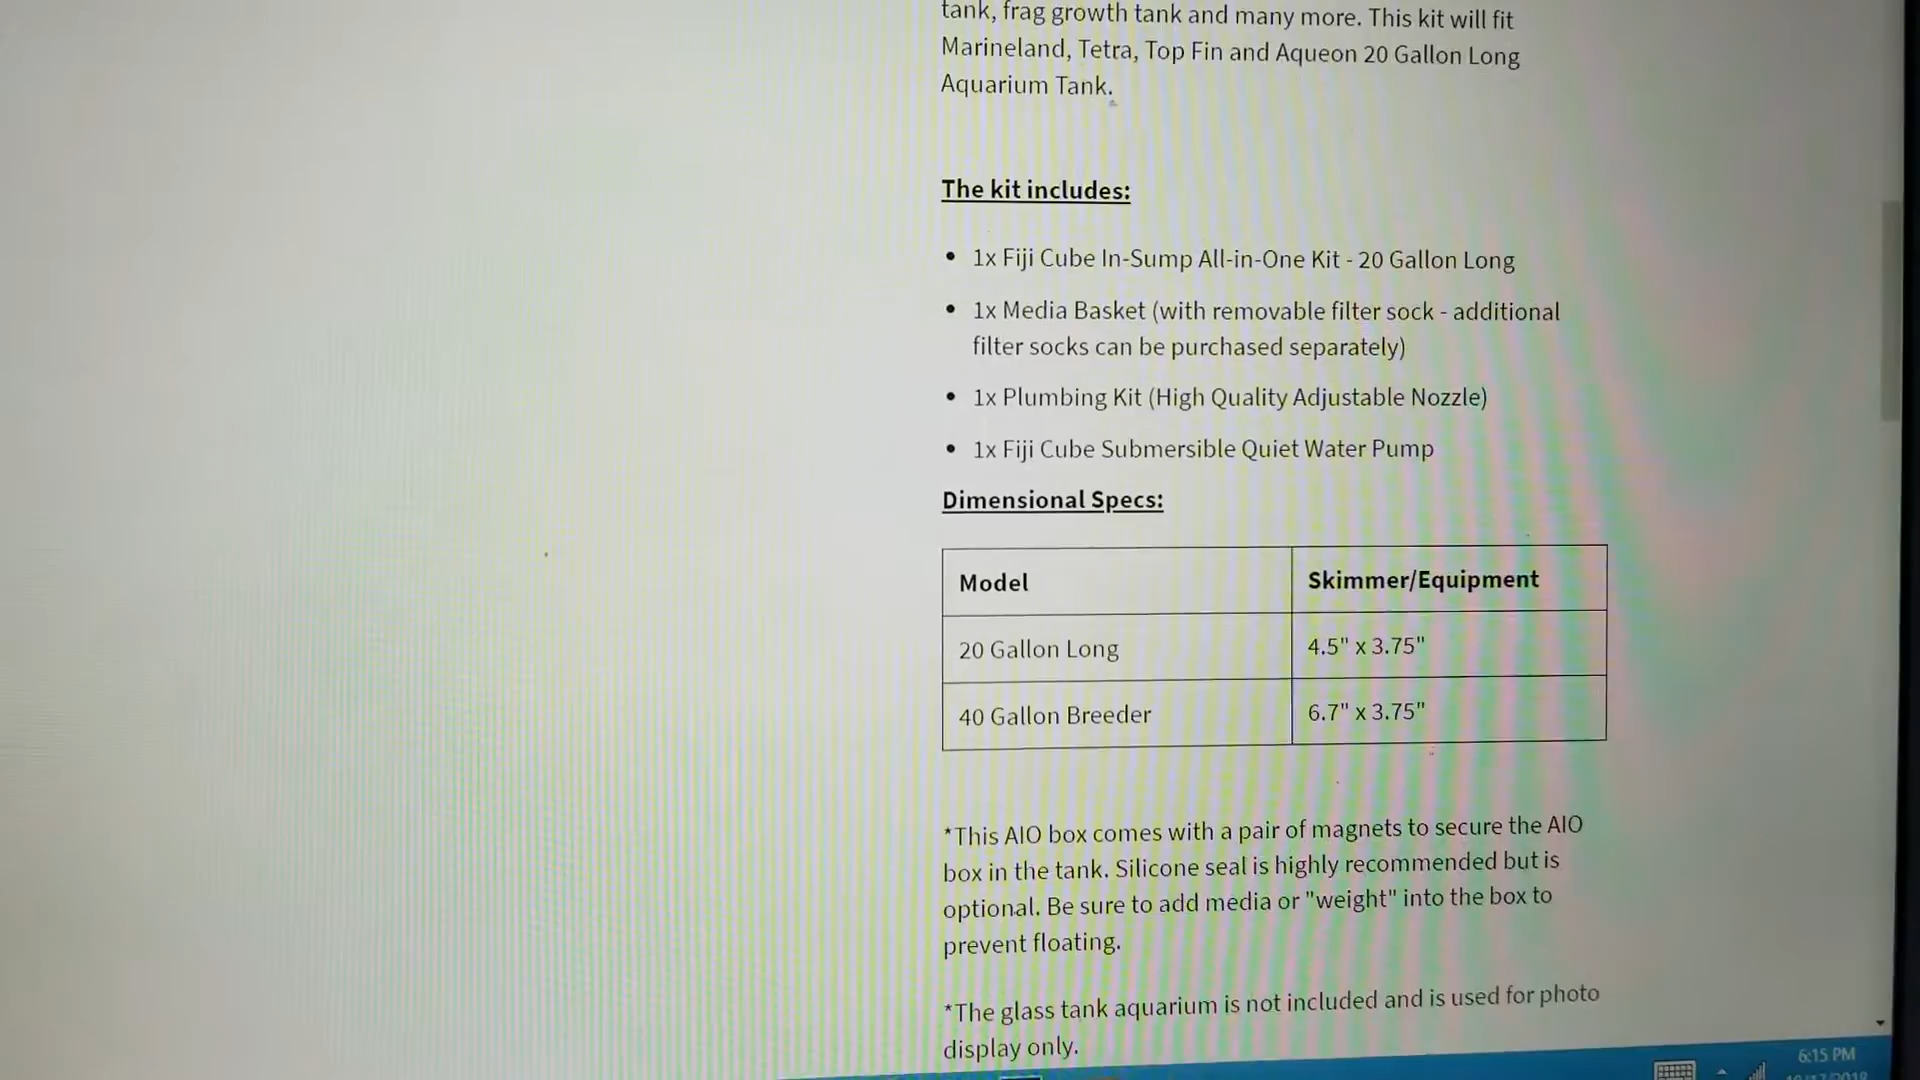 tank, frag growth tank and many more. This kit will fit
Marineland, Tetra, Top Fin and Aqueon 20 Gallon Long
Aquarium Tank.
The kit includes:
• 1x Fiji Cube In-Sump All-in-One Kit - 20 Gallon Long
• 1x Media Basket (with removable filter sock - additional
filter socks can be purchased separately)
• 1x Plumbing Kit (High Quality Adjustable Nozzle)
• 1x Fiji Cube Submersible Quiet Water Pump
Dimensional Specs:
Model Skimmer/Equipment
20 Gallon Long 4.5" x 3.75"
40 Gallon Breeder 6.7" x 3.75"
*This AIO box comes with a pair of magnets to secure the AIO
box in the tank. Silicone seal is highly recommended but is
optional. Be sure to add media or "weight" into the box to
prevent floating.
*The glass tank aquarium is not included and is used for photo
display only.
6:15 PM